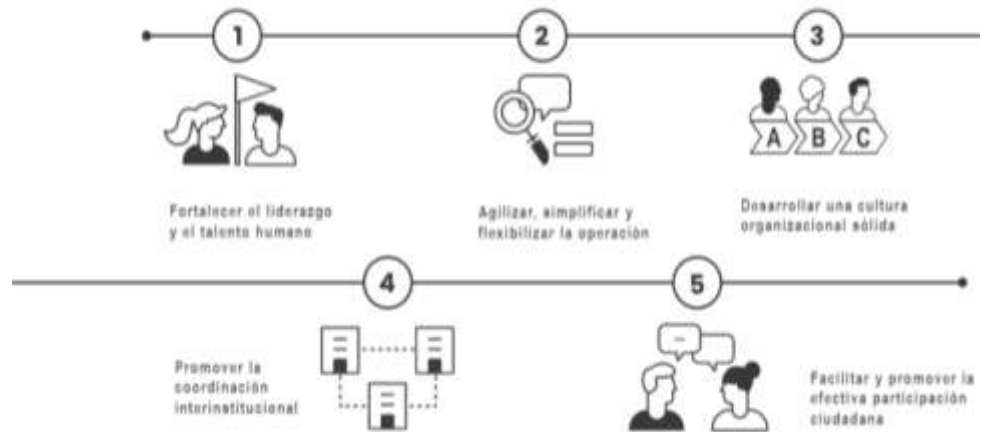 1
2
3
A B C
Fortalecer el liderazgo
y el talento humano
Agilizar, simplificar y
flexibilizar la operación
Desarrollar una cultura
organizacional sólida
4
5
Promover la
coordinación
interinstitucional
Facilitar y promover la
efectiva participación
ciudadana